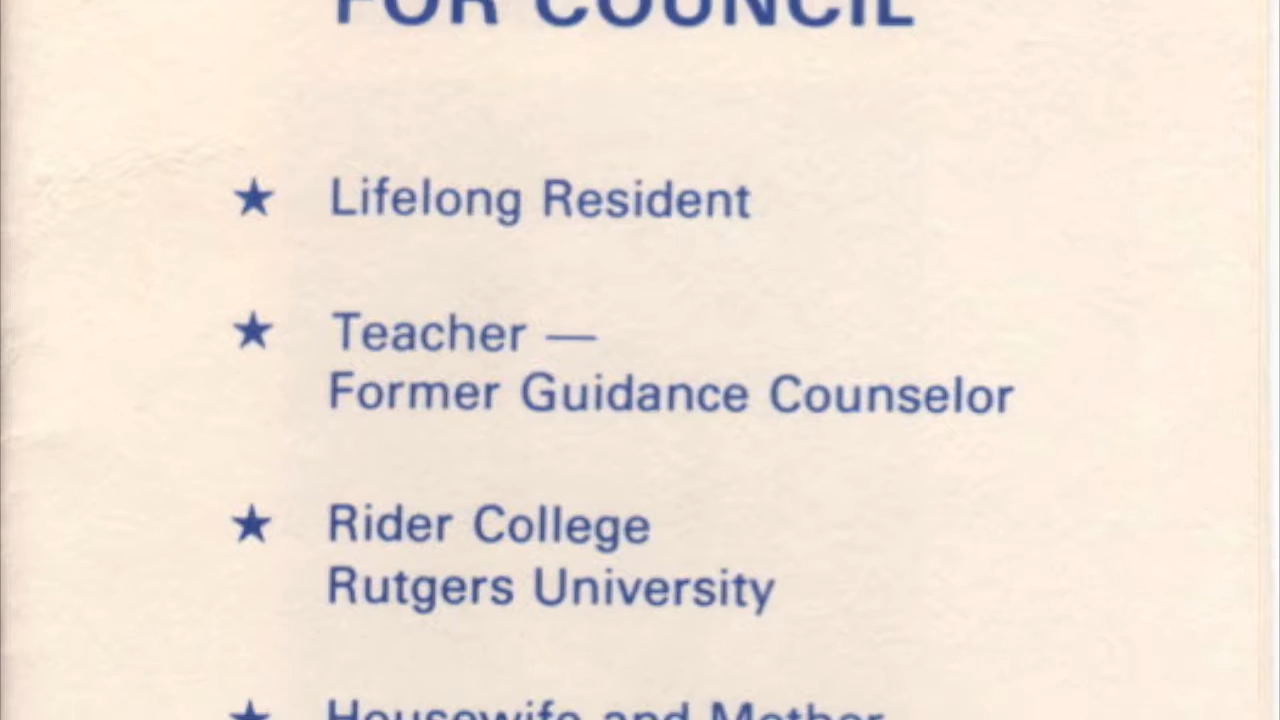 FOR COUNCIL
★ Lifelong Resident
★ Teacher —
Former Guidance Counselor
★ Rider College
Rutgers University
★ Housewife and Mother